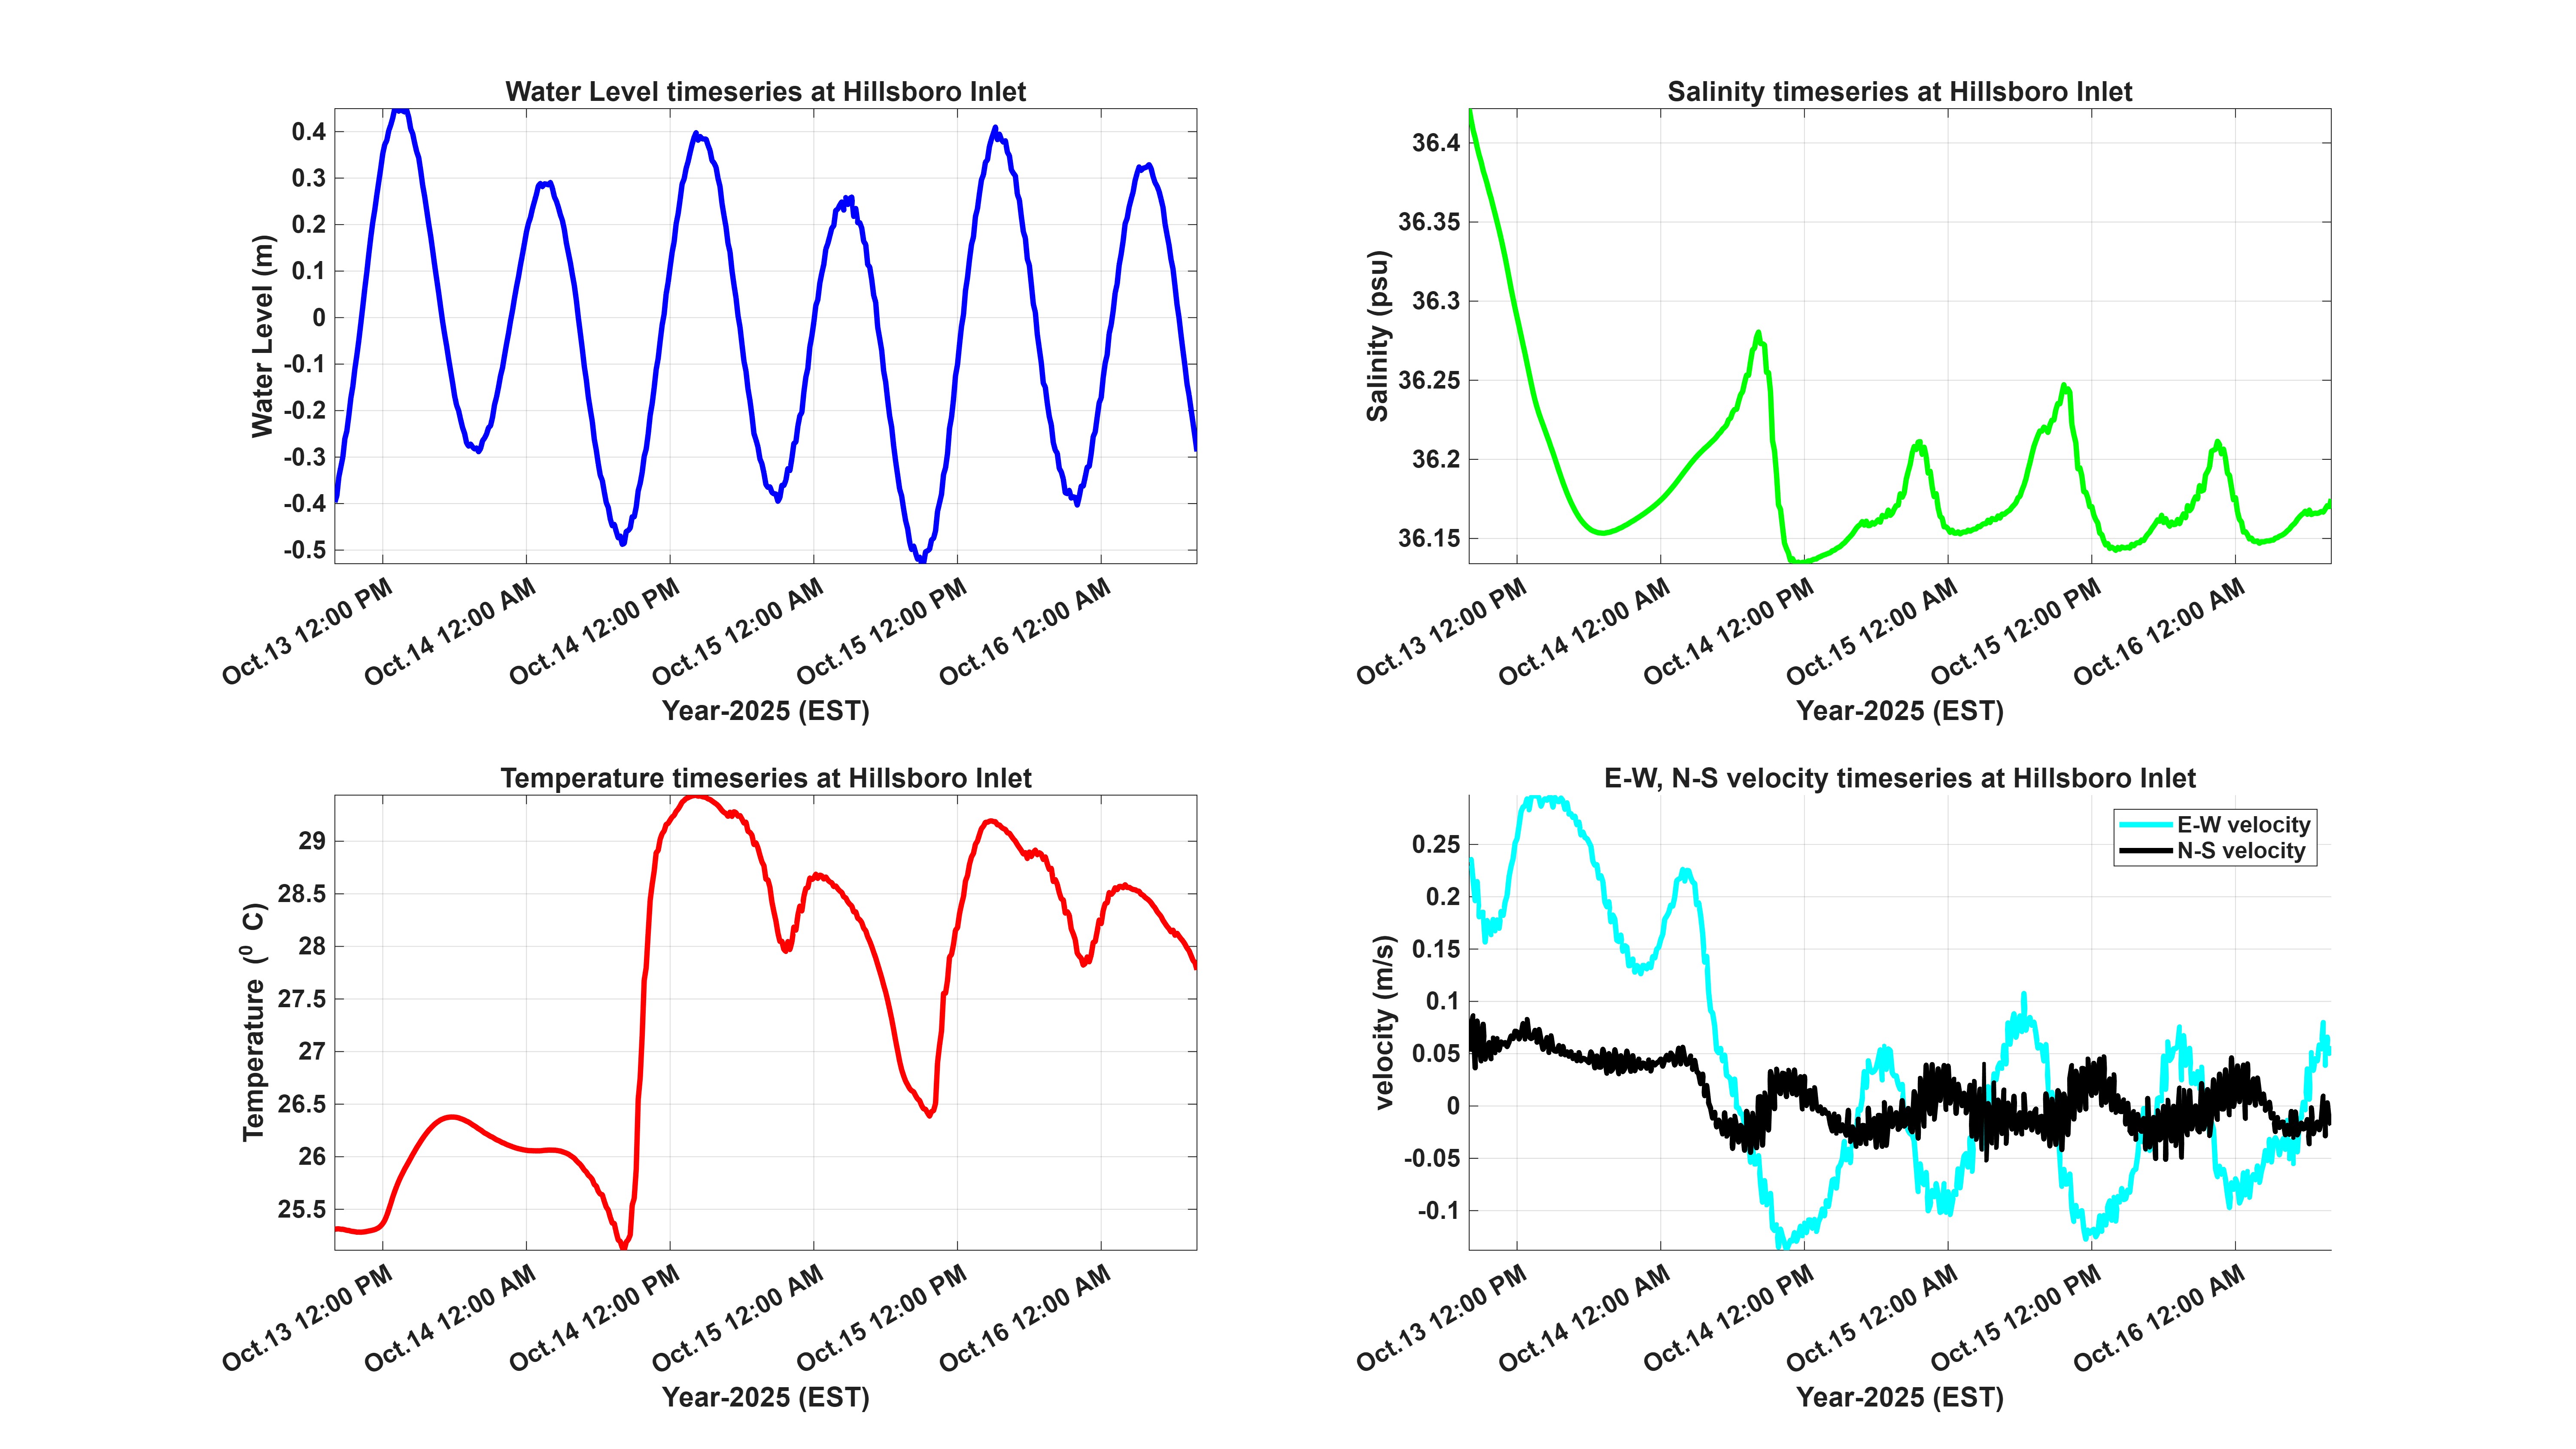 Water Level timeseries at Hillsboro Inlet
Water Level (m)
0.4
0.3
0.2
0.1
0
-0.1
-0.2
-0.3
-0.4
-0.5
Oct.13 12:00 PM
Oct.14 12:00 AM
Oct.14 12:00 PM
Oct.15 12:00 AM
Oct.15 12:00 PM
Oct.16 12:00 AM
Year-2025 (EST)
Salinity timeseries at Hillsboro Inlet
Salinity (psu)
36.4
36.35
36.3
36.25
36.2
36.15
Oct.13 12:00 PM
Oct.14 12:00 AM
Oct.14 12:00 PM
Oct.15 12:00 AM
Oct.15 12:00 PM
Oct.16 12:00 AM
Year-2025 (EST)
Temperature timeseries at Hillsboro Inlet
Temperature (⁰ C)
29
28.5
28
27.5
27
26.5
26
25.5
Oct.13 12:00 PM
Oct.14 12:00 AM
Oct.14 12:00 PM
Oct.15 12:00 AM
Oct.15 12:00 PM
Oct.16 12:00 AM
Year-2025 (EST)
E-W, N-S velocity timeseries at Hillsboro Inlet
velocity (m/s)
0.25
0.2
0.15
0.1
0.05
0
-0.05
-0.1
E-W velocity
N-S velocity
Oct.13 12:00 PM
Oct.14 12:00 AM
Oct.14 12:00 PM
Oct.15 12:00 AM
Oct.15 12:00 PM
Oct.16 12:00 AM
Year-2025 (EST)